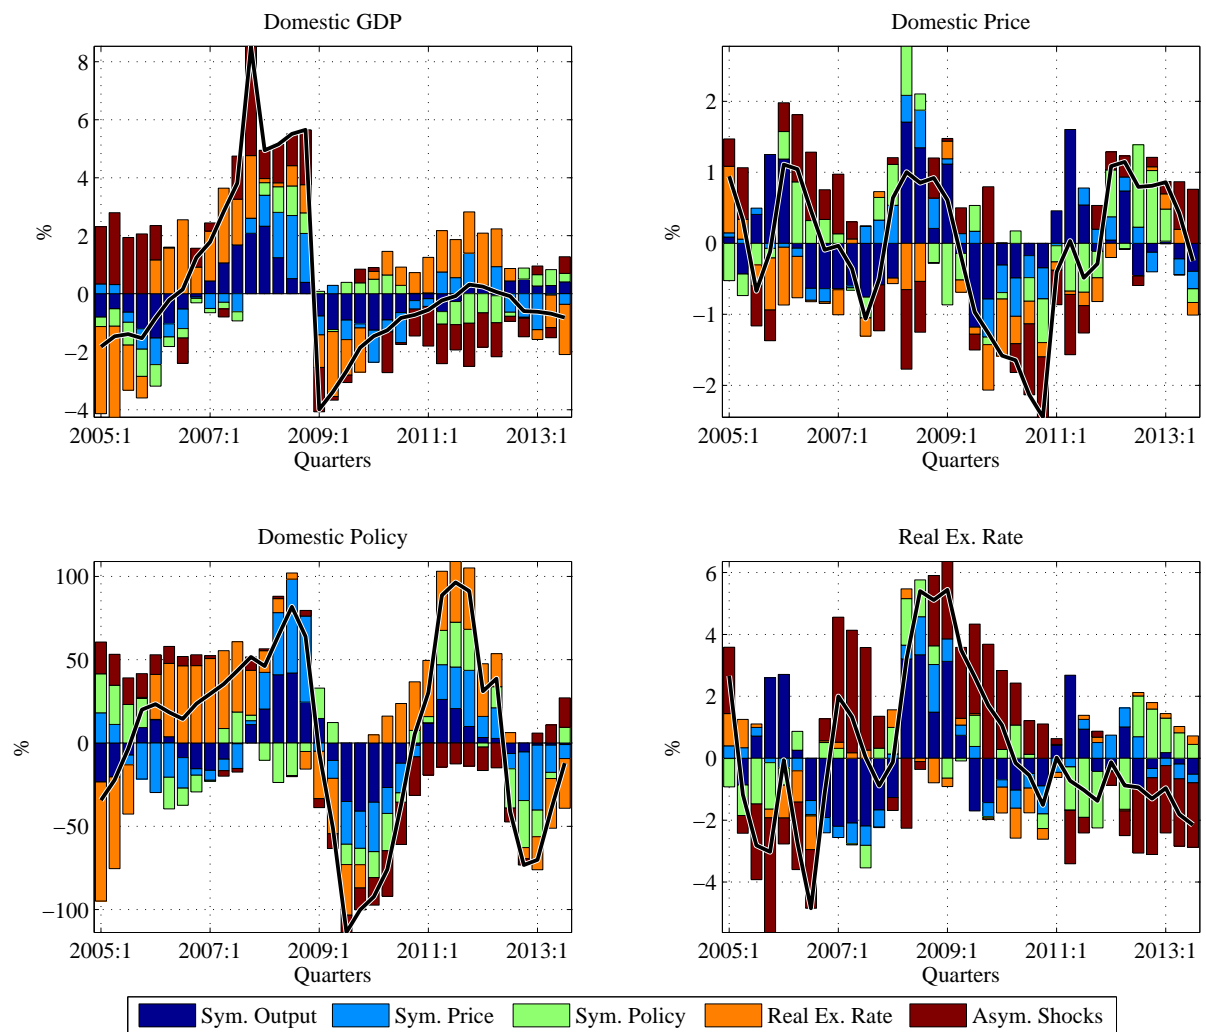 Domestic GDP
8
6
4
2
0
−2
−4
%
2005:1 2007:1 2009:1 2011:1 2013:1
Quarters
Domestic Price
2
1
0
−1
−2
%
2005:1 2007:1 2009:1 2011:1 2013:1
Quarters
Domestic Policy
100
50
0
−50
−100
%
2005:1 2007:1 2009:1 2011:1 2013:1
Quarters
Real Ex. Rate
6
4
2
0
−2
−4
%
2005:1 2007:1 2009:1 2011:1 2013:1
Quarters
Sym. Output Sym. Price Sym. Policy Real Ex. Rate Asym. Shocks